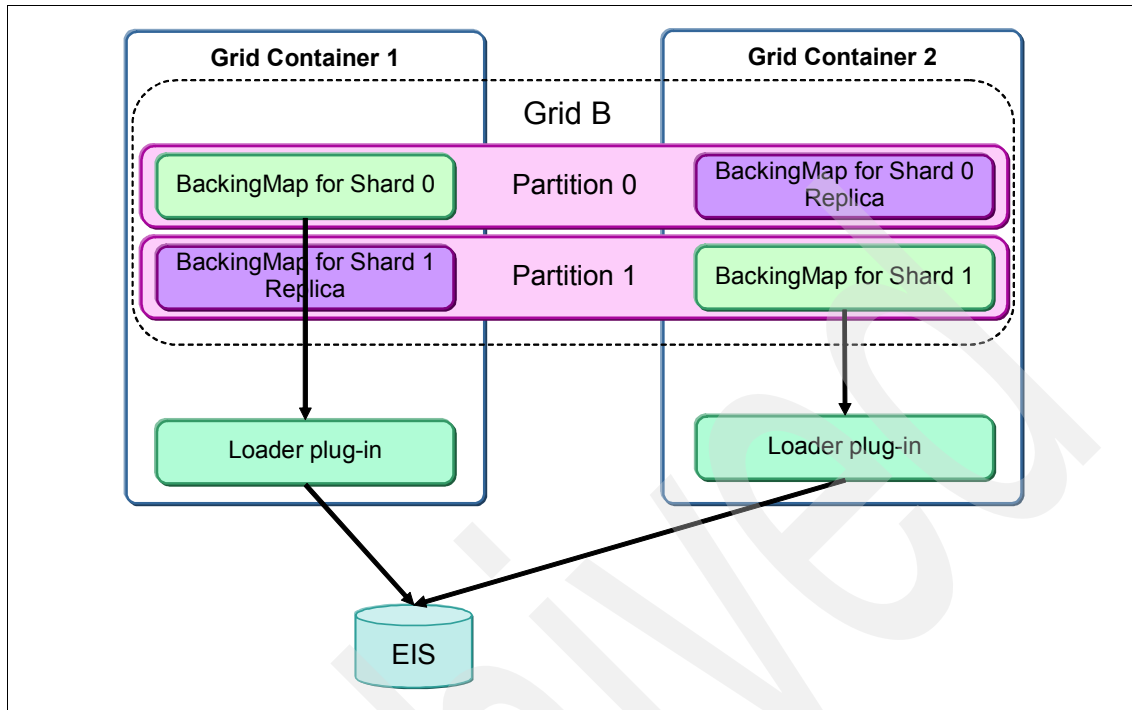 Grid Container 1
Grid Container 2
Grid B
BackingMap for Shard 0
Partition 0
BackingMap for Shard 0
Replica
BackingMap for Shard 1
Replica
Partition 1
BackingMap for Shard 1
Loader plug-in
Loader plug-in
EIS